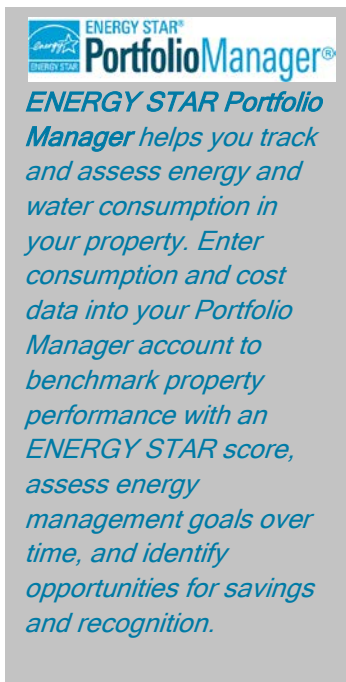 ENERGY STAR®
PortfolioManager®
energy
ENERGY STAR
ENERGY STAR Portfolio
Manager helps you track
and assess energy and
water consumption in
your property. Enter
consumption and cost
data into your Portfolio
Manager account to
benchmark property
performance with an
ENERGY STAR score,
assess energy
management goals over
time, and identify
opportunities for savings
and recognition.